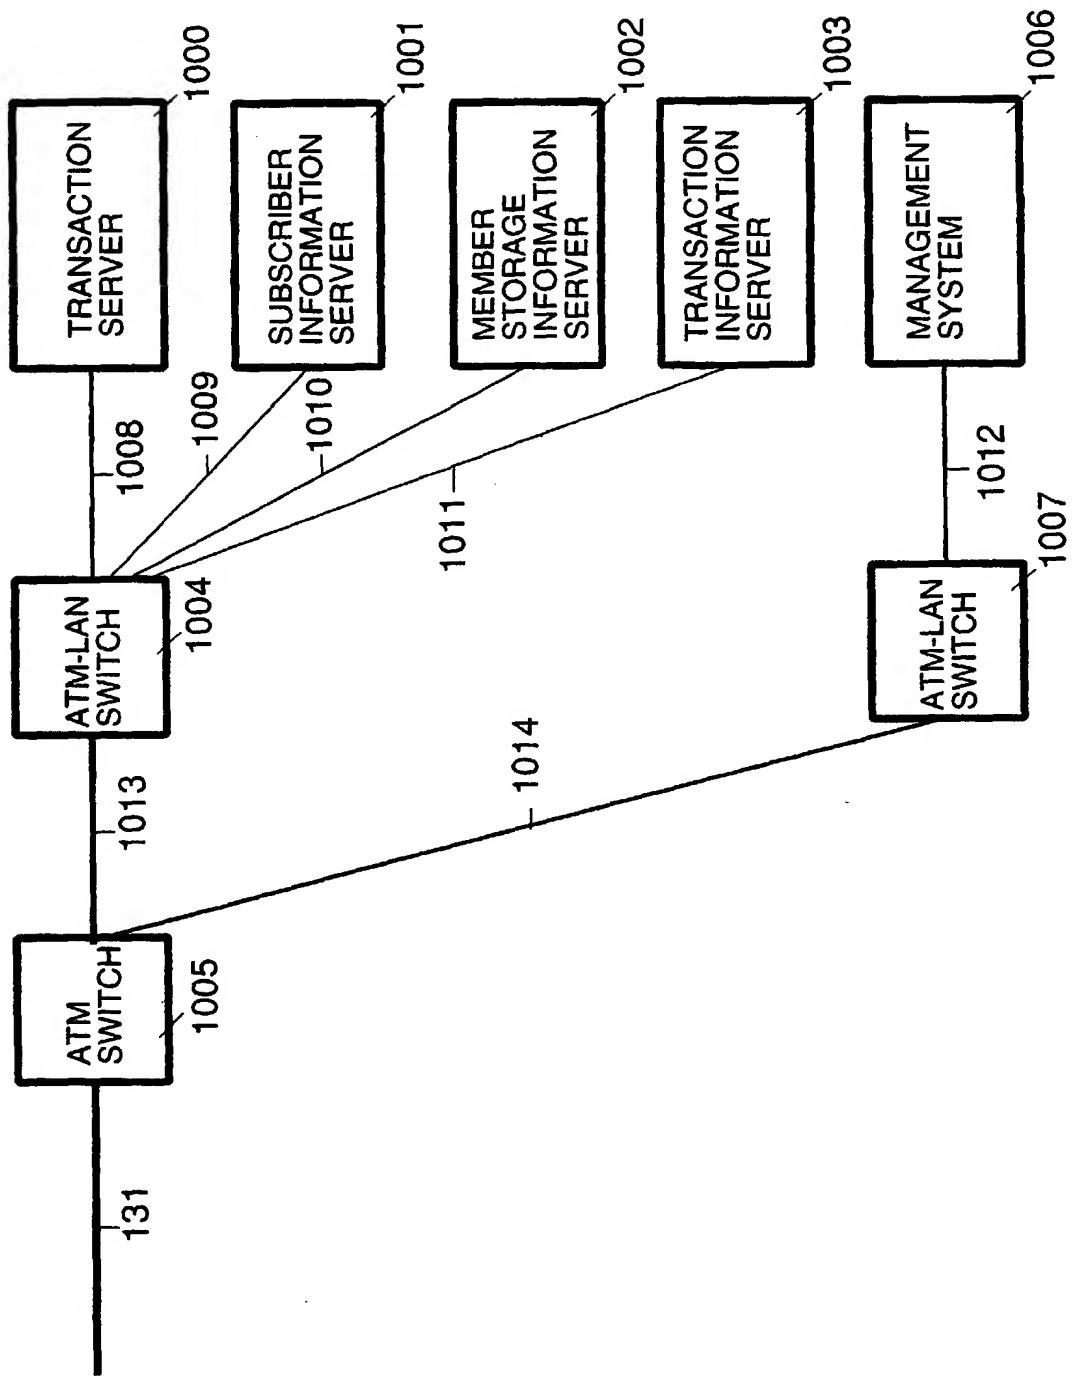 TRANSACTION
SERVER
1000
SUBSCRIBER
INFORMATION
SERVER
1001
MEMBER
STORAGE
INFORMATION
SERVER
1002
TRANSACTION
INFORMATION
SERVER
1003
MANAGEMENT
SYSTEM
1006
1008
1009
1010
1011
1012
ATM-LAN
SWITCH
1004
ATM-LAN
SWITCH
1007
1013
1014
ATM
SWITCH
1005
131